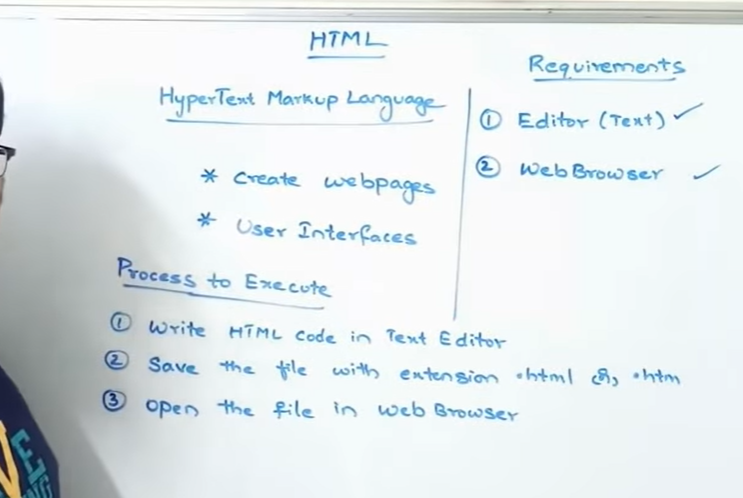 HTML
HyperText Markup Language
* Create webpages
* User Interfaces
Requirements
① Editor (Text) ✓
② WebBrowser ✓
Process to Execute
① Write HTML code in Text Editor
② Save the file with extension .html or .htm
③ open the file in Web Browser